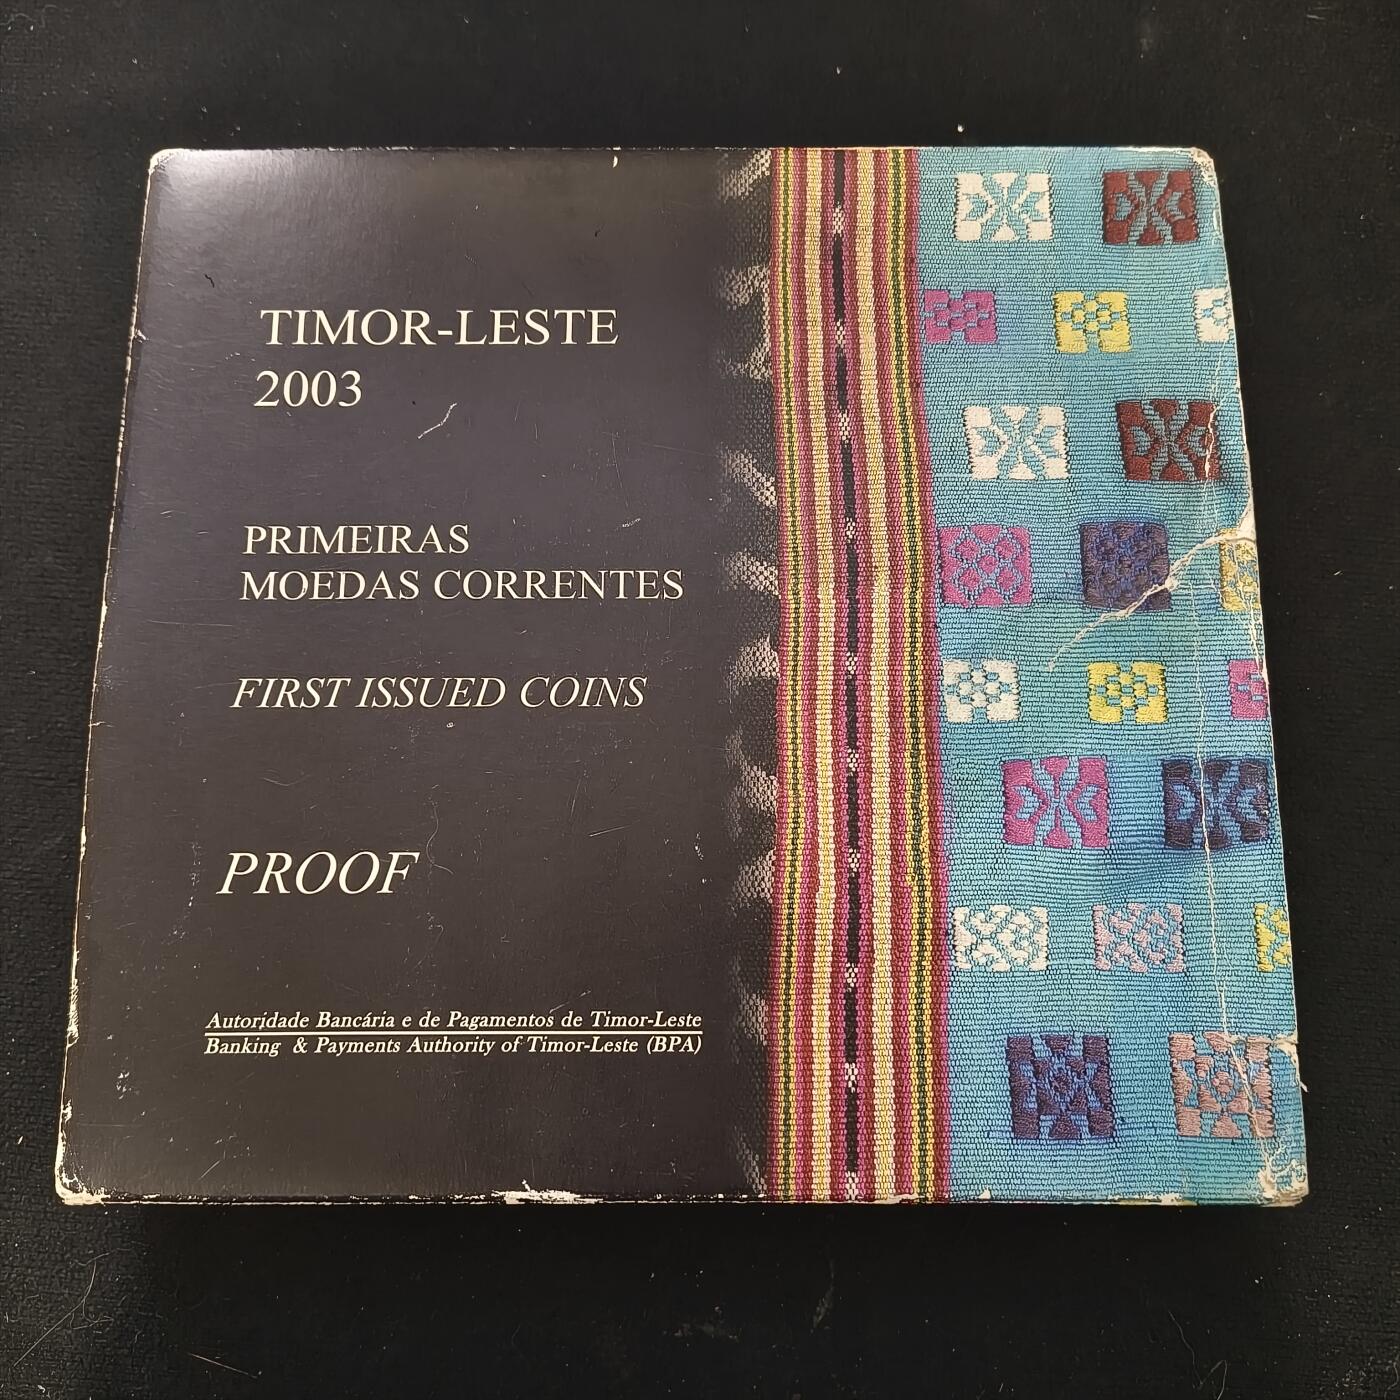 TIMOR-LESTE
2003
PRIMEIRAS
MOEDAS CORRENTES
FIRST ISSUED COINS
PROOF
Autoridade Bancária e de Pagamentos de Timor-Leste
Banking & Payments Authority of Timor-Leste (BPA)